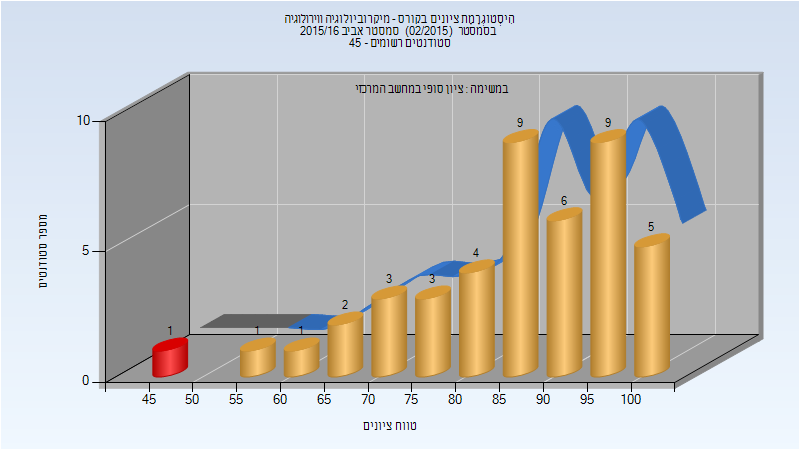 הִיסְטוֹגְרָמַת ציונים בקורס - מיקרוביולוגיה ווירולוגיה
בסמסטר (02/2015) סמסטר אביב 2015/16
סטודנטים רשומים - 45
במשימה : ציון סופי במחשב המרכזי
מספר סטודנטים
10
5
0
1
1
1
2
3
3
4
9
6
9
5
45 50 55 60 65 70 75 80 85 90 95 100
טווח ציונים